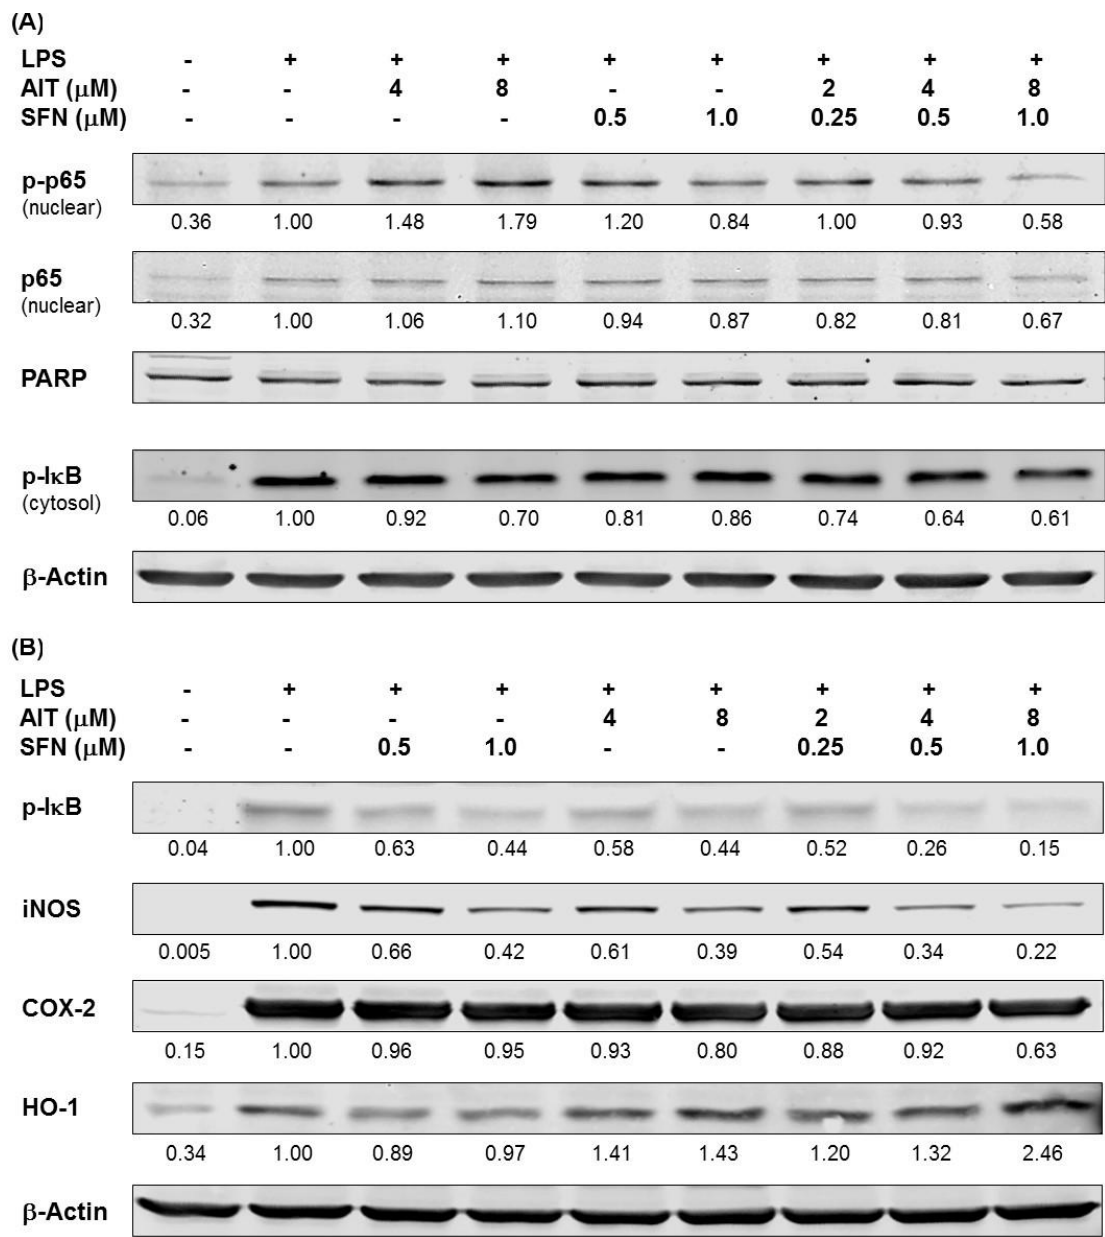 (A)
LPS - + + + + + + + +
AIT (μM) - - 4 8 - - 2 4 8
SFN (μM) - - - - 0.5 1.0 0.25 0.5 1.0
p-p65
(nuclear)
0.36 1.00 1.48 1.79 1.20 0.84 1.00 0.93 0.58
p65
(nuclear)
0.32 1.00 1.06 1.10 0.94 0.87 0.82 0.81 0.67
PARP
p-IκB
(cytosol)
0.06 1.00 0.92 0.70 0.81 0.86 0.74 0.64 0.61
β-Actin
(B)
LPS - + + + + + + + +
AIT (μM) - - - - 4 8 2 4 8
SFN (μM) - - 0.5 1.0 - - 0.25 0.5 1.0
p-IκB
0.04 1.00 0.63 0.44 0.58 0.44 0.52 0.26 0.15
iNOS
0.005 1.00 0.66 0.42 0.61 0.39 0.54 0.34 0.22
COX-2
0.15 1.00 0.96 0.95 0.93 0.80 0.88 0.92 0.63
HO-1
0.34 1.00 0.89 0.97 1.41 1.43 1.20 1.32 2.46
β-Actin